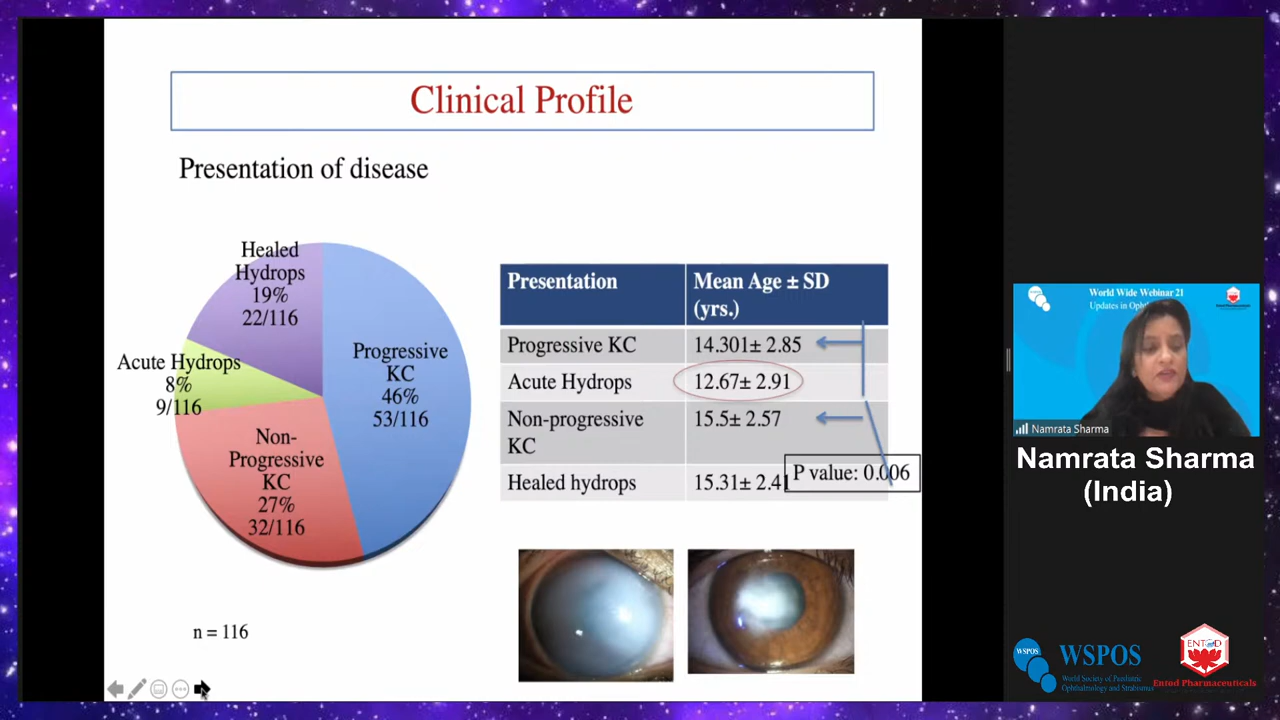 Clinical Profile
Presentation of disease
Healed
Hydrops
19%
22/116
Acute Hydrops
8%
9/116
Progressive
KC
46%
53/116
Non-
Progressive
KC
27%
32/116
n = 116
Presentation Mean Age ± SD
(yrs.)
Progressive KC 14.301± 2.85
Acute Hydrops 12.67± 2.91
Non-progressive 15.5± 2.57
KC
Healed hydrops 15.31± 2.41
P value: 0.006
World Wide Webinar 21
Updates in Oph
Entod Pharmaceuticals
Namrata Sharma
Namrata Sharma
(India)
WSPOS
WSPOS
World Society of Paediatric
Ophthalmology and Strabismus
ENTOD
Entod Pharmaceuticals